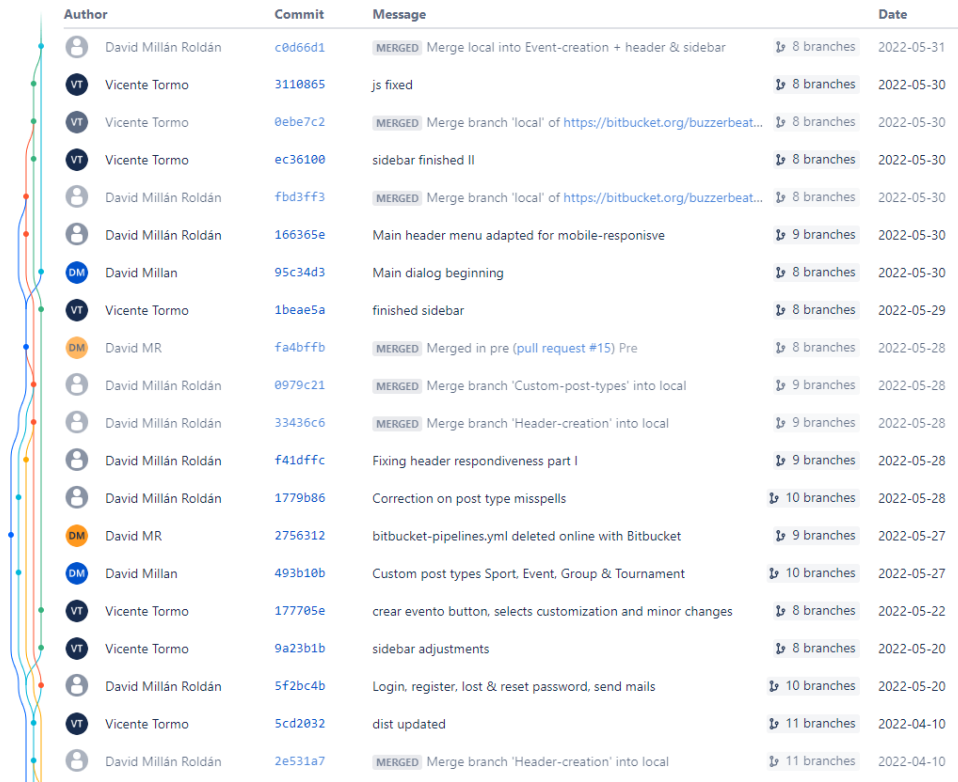 Author Commit Message Date
David Millán Roldán c0d66d1 MERGED Merge local into Event-creation + header & sidebar 8 branches 2022-05-31
VT Vicente Tormo 3110865 js fixed 8 branches 2022-05-30
VT Vicente Tormo 0ebe7c2 MERGED Merge branch 'local' of https://bitbucket.org/buzzerbeat... 8 branches 2022-05-30
VT Vicente Tormo ec36100 sidebar finished II 8 branches 2022-05-30
David Millán Roldán fbd3ff3 MERGED Merge branch 'local' of https://bitbucket.org/buzzerbeat... 8 branches 2022-05-30
David Millán Roldán 166365e Main header menu adapted for mobile-responisve 9 branches 2022-05-30
DM David Millan 95c34d3 Main dialog beginning 8 branches 2022-05-30
VT Vicente Tormo 1beae5a finished sidebar 8 branches 2022-05-29
DM David MR fa4bffb MERGED Merged in pre (pull request #15) Pre 8 branches 2022-05-28
David Millán Roldán 0979c21 MERGED Merge branch 'Custom-post-types' into local 9 branches 2022-05-28
David Millán Roldán 33436c6 MERGED Merge branch 'Header-creation' into local 9 branches 2022-05-28
David Millán Roldán f41dffc Fixing header respondiveness part I 9 branches 2022-05-28
David Millán Roldán 1779b86 Correction on post type misspells 10 branches 2022-05-28
DM David MR 2756312 bitbucket-pipelines.yml deleted online with Bitbucket 9 branches 2022-05-27
DM David Millan 493b10b Custom post types Sport, Event, Group & Tournament 10 branches 2022-05-27
VT Vicente Tormo 177705e crear evento button, selects customization and minor changes 8 branches 2022-05-22
VT Vicente Tormo 9a23b1b sidebar adjustments 8 branches 2022-05-20
David Millán Roldán 5f2bc4b Login, register, lost & reset password, send mails 10 branches 2022-05-20
VT Vicente Tormo 5cd2032 dist updated 11 branches 2022-04-10
David Millán Roldán 2e531a7 MERGED Merge branch 'Header-creation' into local 11 branches 2022-04-10